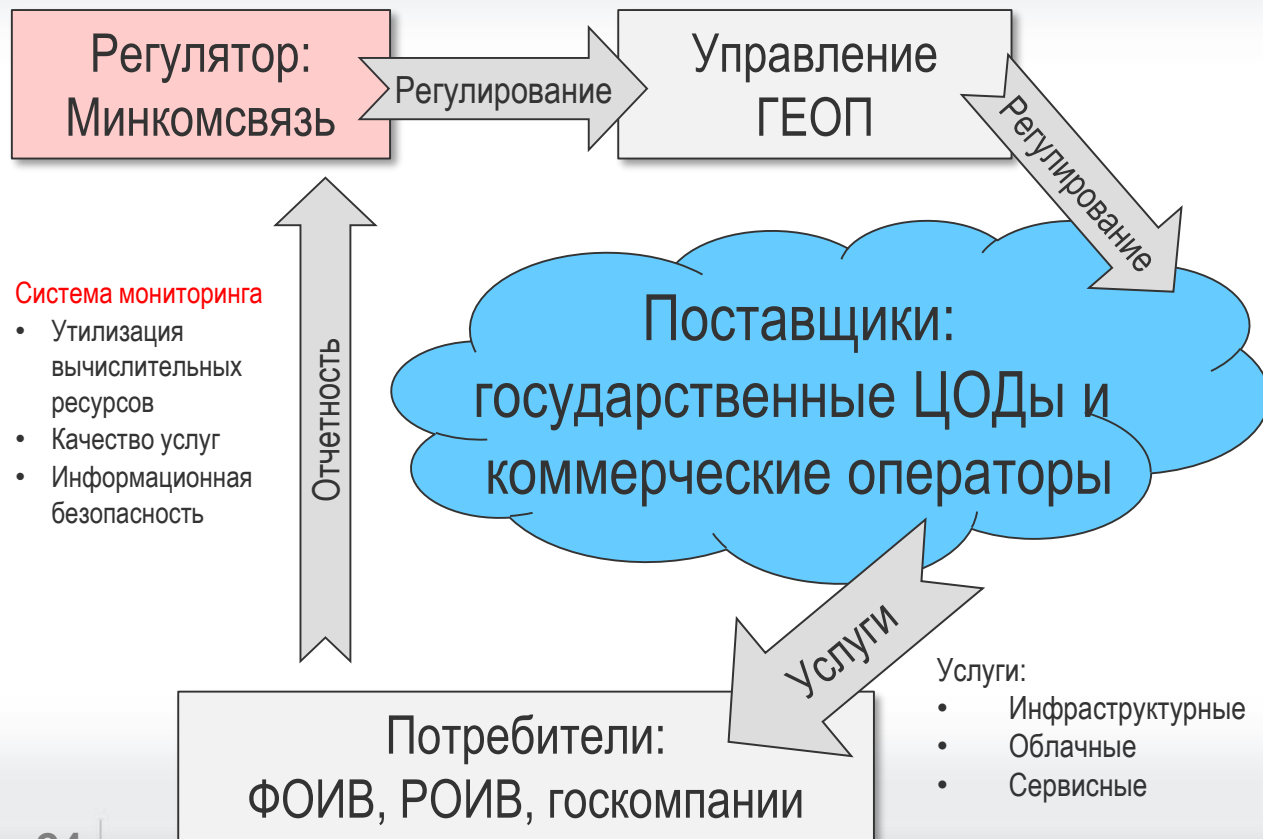 Регулятор:
Минкомсвязь
Регулирование
Управление
ГЕОП
Регулирование
Система мониторинга
• Утилизация
вычислительных
ресурсов
• Качество услуг
• Информационная
безопасность
Отчетность
Поставщики:
государственные ЦОДы и
коммерческие операторы
Услуги
Услуги:
• Инфраструктурные
• Облачные
• Сервисные
Потребители:
ФОИВ, РОИВ, госкомпании